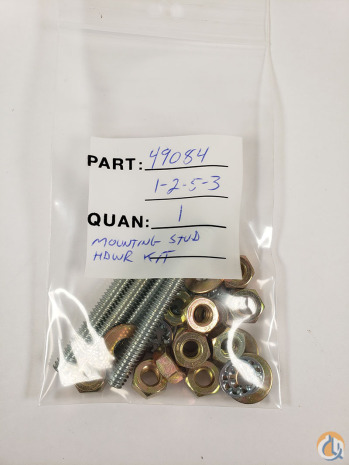 PART: 49084
1-2-5-3
QUAN: 1
MOUNTING STUD
HDWR KIT